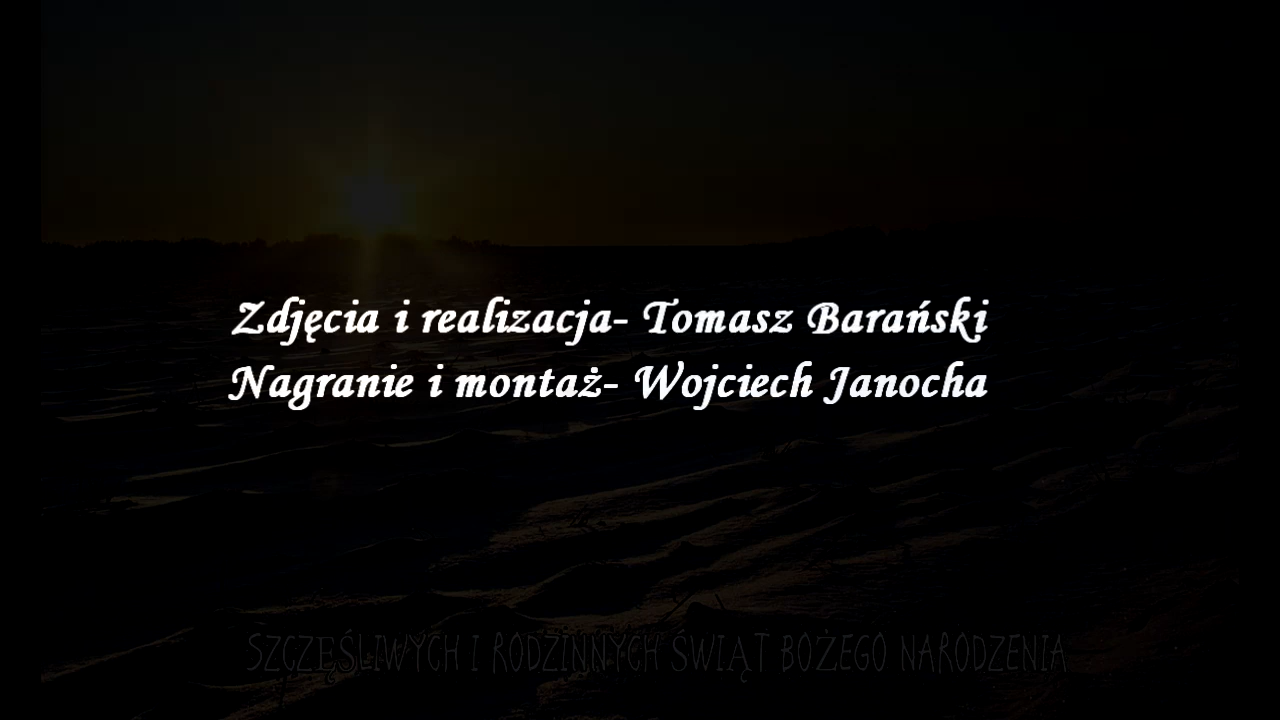 Zdjęcia i realizacja- Tomasz Barański
Nagranie i montaż- Wojciech Janocha
SZCZĘŚLIWYCH I RODZINNYCH ŚWIĄT BOŻEGO NARODZENIA